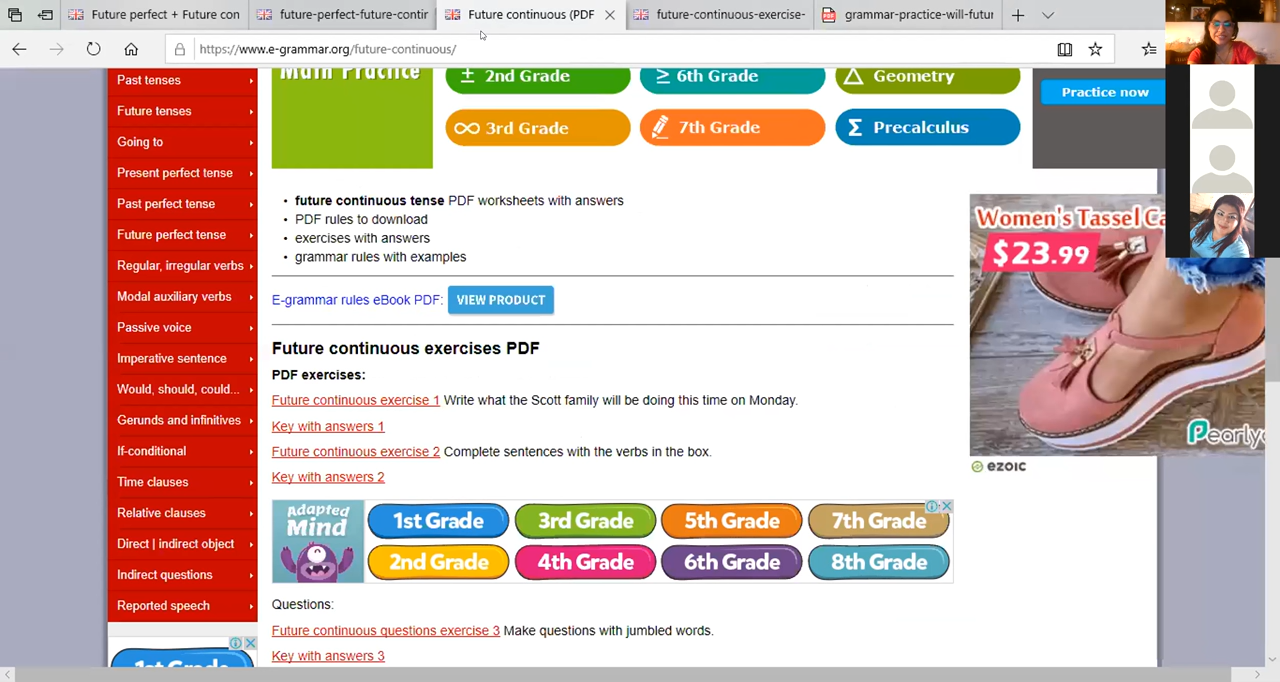 Future perfect + Future con
future-perfect-future-contir
Future continuous (PDF
future-continuous-exercise-
grammar-practice-will-futur
https://www.e-grammar.org/future-continuous/
Past tenses
Future tenses
Going to
Present perfect tense
Past perfect tense
Future perfect tense
Regular, irregular verbs
Modal auxiliary verbs
Passive voice
Imperative sentence
Would, should, could...
Gerunds and infinitives
If-conditional
Time clauses
Relative clauses
Direct | indirect object
Indirect questions
Reported speech
1st Grade
Math Practice
2nd Grade
6th Grade
Geometry
3rd Grade
7th Grade
Precalculus
Practice now
• future continuous tense PDF worksheets with answers
• PDF rules to download
• exercises with answers
• grammar rules with examples
E-grammar rules eBook PDF: VIEW PRODUCT
Future continuous exercises PDF
PDF exercises:
Future continuous exercise 1 Write what the Scott family will be doing this time on Monday.
Key with answers 1
Future continuous exercise 2 Complete sentences with the verbs in the box.
Key with answers 2
Adapted
Mind
1st Grade
3rd Grade
5th Grade
7th Grade
2nd Grade
4th Grade
6th Grade
8th Grade
Questions:
Future continuous questions exercise 3 Make questions with jumbled words.
Key with answers 3
Women's Tassel Ca
$23.99
Pearly
ezoic